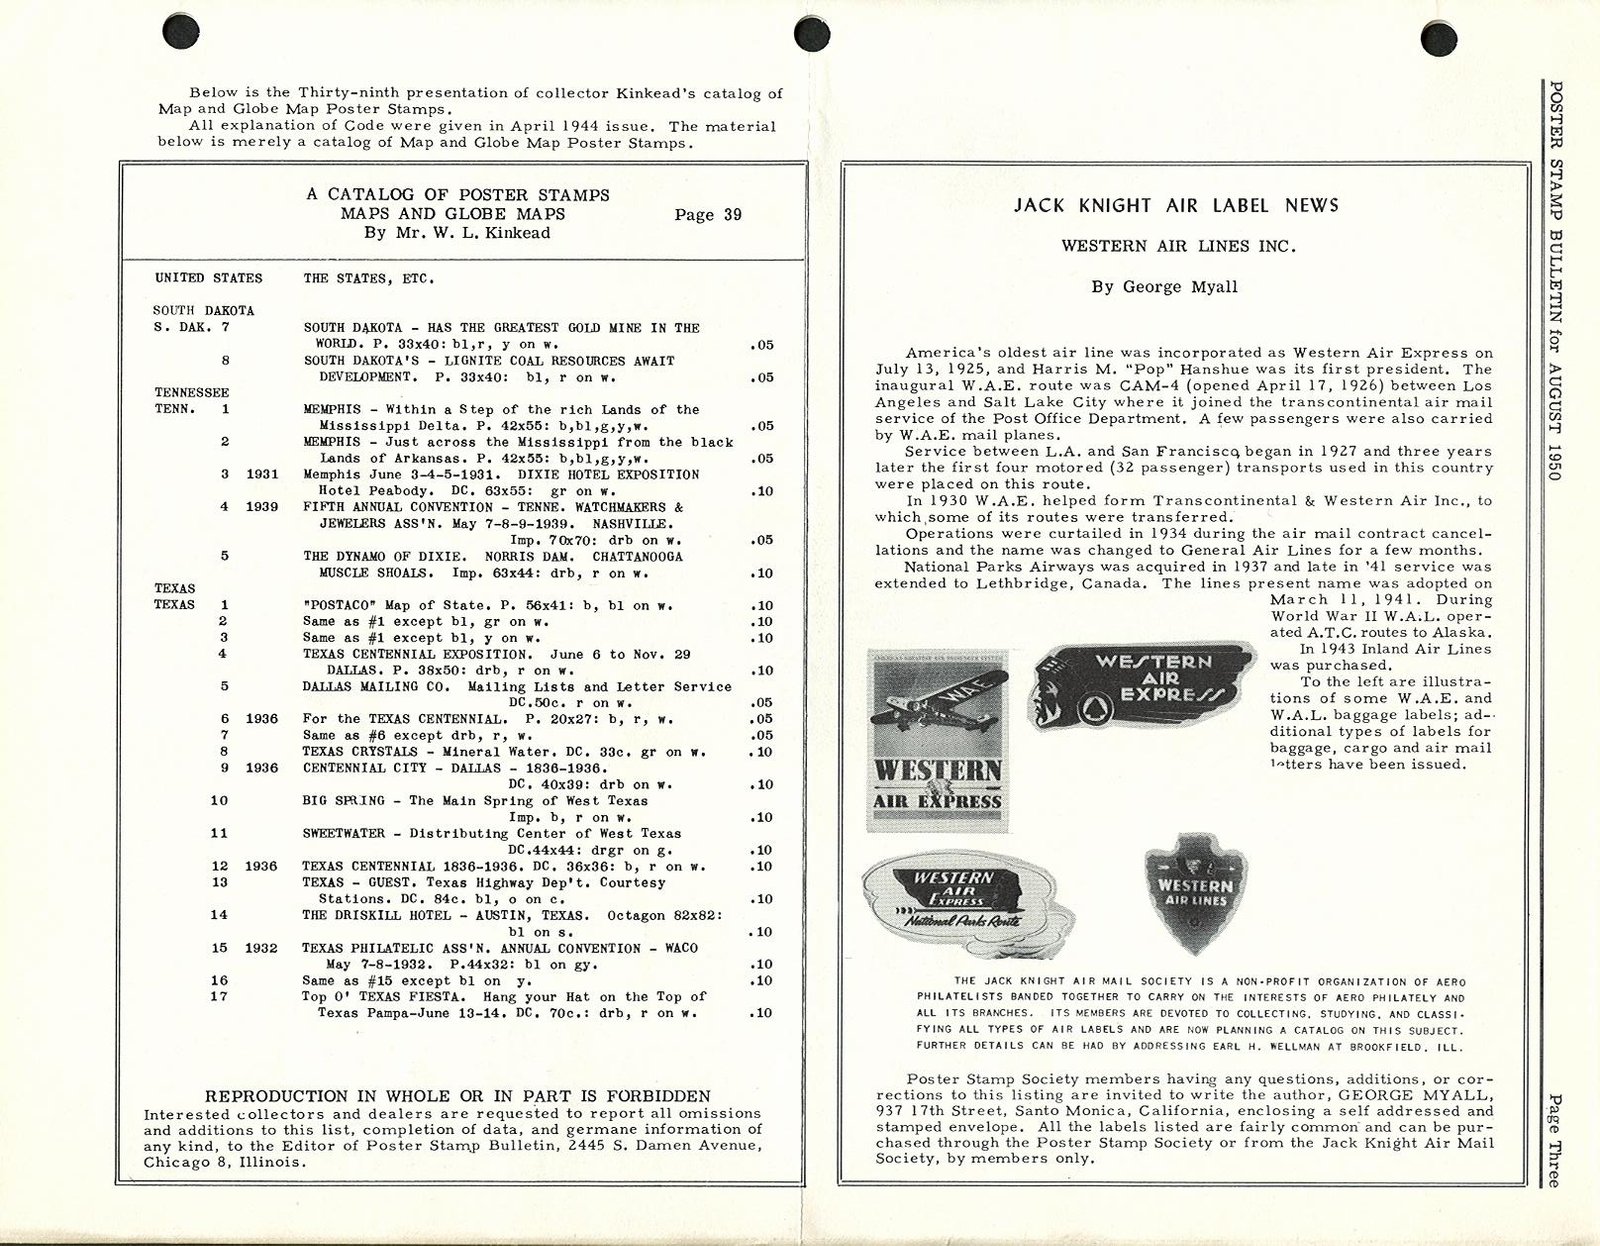 Below is the Thirty-ninth presentation of collector Kinkead's catalog of
Map and Globe Map Poster Stamps.
All explanation of Code were given in April 1944 issue. The material
below is merely a catalog of Map and Globe Map Poster Stamps.
A CATALOG OF POSTER STAMPS
MAPS AND GLOBE MAPS Page 39
By Mr. W. L. Kinkead
UNITED STATES THE STATES, ETC.
SOUTH DAKOTA
S. DAK. 7 SOUTH DAKOTA - HAS THE GREATEST GOLD MINE IN THE
WORLD. P. 33x40: bl,r, y on w. .05
8 SOUTH DAKOTA'S - LIGNITE COAL RESOURCES AWAIT
DEVELOPMENT. P. 33x40: bl, r on w. .05
TENNESSEE
TENN. 1 MEMPHIS - Within a Step of the rich Lands of the
Mississippi Delta. P. 42x55: b,bl,g,y,w. .05
2 MEMPHIS - Just across the Mississippi from the black
Lands of Arkansas. P. 42x55: b,bl,g,y,w. .05
3 1931 Memphis June 3-4-5-1931. DIXIE HOTEL EXPOSITION
Hotel Peabody. DC. 63x55: gr on w. .10
4 1939 FIFTH ANNUAL CONVENTION - TENNE. WATCHMAKERS &
JEWELERS ASS'N. May 7-8-9-1939. NASHVILLE.
Imp. 70x70: drb on w. .05
5 THE DYNAMO OF DIXIE. NORRIS DAM. CHATTANOOGA
MUSCLE SHOALS. Imp. 63x44: drb, r on w. .10
TEXAS
TEXAS 1 "POSTACO" Map of State. P. 56x41: b, bl on w. .10
2 Same as #1 except bl, gr on w. .10
3 Same as #1 except bl, y on w. .10
4 TEXAS CENTENNIAL EXPOSITION. June 6 to Nov. 29
DALLAS. P. 38x50: drb, r on w. .10
5 DALLAS MAILING CO. Mailing Lists and Letter Service
DC.50c. r on w. .05
6 1936 For the TEXAS CENTENNIAL. P. 20x27: b, r, w. .05
7 Same as #6 except drb, r, w. .05
8 TEXAS CRYSTALS - Mineral Water. DC. 33c. gr on w. .10
9 1936 CENTENNIAL CITY - DALLAS - 1836-1936.
DC. 40x39: drb on w. .10
10 BIG SPRING - The Main Spring of West Texas
Imp. b, r on w. .10
11 SWEETWATER - Distributing Center of West Texas
DC.44x44: drgr on g. .10
12 1936 TEXAS CENTENNIAL 1836-1936. DC. 36x36: b, r on w. .10
13 TEXAS - GUEST. Texas Highway Dep't. Courtesy
Stations. DC. 84c. bl, o on c. .10
14 THE DRISKILL HOTEL - AUSTIN, TEXAS. Octagon 82x82:
bl on s. .10
15 1932 TEXAS PHILATELIC ASS'N. ANNUAL CONVENTION - WACO
May 7-8-1932. P.44x32: bl on gy. .10
16 Same as #15 except bl on y. .10
17 Top O' TEXAS FIESTA. Hang your Hat on the Top of
Texas Pampa-June 13-14. DC. 70c.: drb, r on w. .10
REPRODUCTION IN WHOLE OR IN PART IS FORBIDDEN
Interested collectors and dealers are requested to report all omissions
and additions to this list, completion of data, and germane information of
any kind, to the Editor of Poster Stamp Bulletin, 2445 S. Damen Avenue,
Chicago 8, Illinois.
JACK KNIGHT AIR LABEL NEWS
WESTERN AIR LINES INC.
By George Myall
America's oldest air line was incorporated as Western Air Express on
July 13, 1925, and Harris M. "Pop" Hanshue was its first president. The
inaugural W.A.E. route was CAM-4 (opened April 17, 1926) between Los
Angeles and Salt Lake City where it joined the transcontinental air mail
service of the Post Office Department. A few passengers were also carried
by W.A.E. mail planes.
Service between L.A. and San Francisco, began in 1927 and three years
later the first four motored (32 passenger) transports used in this country
were placed on this route.
In 1930 W.A.E. helped form Transcontinental & Western Air Inc., to
which some of its routes were transferred.
Operations were curtailed in 1934 during the air mail contract cancel-
lations and the name was changed to General Air Lines for a few months.
National Parks Airways was acquired in 1937 and late in '41 service was
extended to Lethbridge, Canada. The lines present name was adopted on
March 11, 1941. During
World War II W.A.L. oper-
ated A.T.C. routes to Alaska.
In 1943 Inland Air Lines
was purchased.
To the left are illustra-
tions of some W.A.E. and
W.A.L. baggage labels; ad-
ditional types of labels for
baggage, cargo and air mail
letters have been issued.
WAE
WESTERN
AIR EXPRESS
WESTERN
AIR
EXPRESS
WESTERN
AIR
EXPRESS
National Parks Route
WESTERN
AIR LINES
THE JACK KNIGHT AIR MAIL SOCIETY IS A NON-PROFIT ORGANIZATION OF AERO
PHILATELISTS BANDED TOGETHER TO CARRY ON THE INTERESTS OF AERO PHILATELY AND
ALL ITS BRANCHES. ITS MEMBERS ARE DEVOTED TO COLLECTING, STUDYING, AND CLASSI-
FYING ALL TYPES OF AIR LABELS AND ARE NOW PLANNING A CATALOG ON THIS SUBJECT.
FURTHER DETAILS CAN BE HAD BY ADDRESSING EARL H. WELLMAN AT BROOKFIELD, ILL.
Poster Stamp Society members having any questions, additions, or cor-
rections to this listing are invited to write the author, GEORGE MYALL,
937 17th Street, Santo Monica, California, enclosing a self addressed and
stamped envelope. All the labels listed are fairly common and can be pur-
chased through the Poster Stamp Society or from the Jack Knight Air Mail
Society, by members only.
POSTER STAMP BULLETIN for AUGUST 1950
Page Three